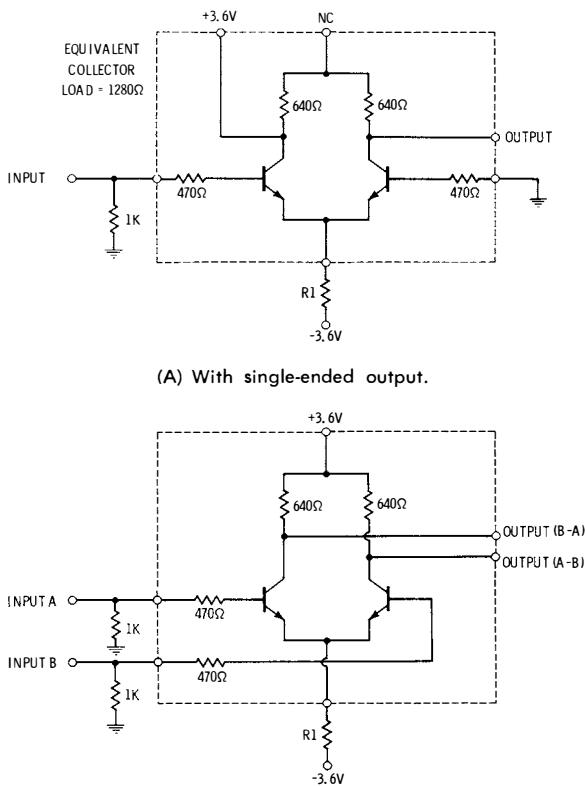 +3.6V
NC
EQUIVALENT
COLLECTOR
LOAD = 1280Ω
640Ω
640Ω
OUTPUT
INPUT
470Ω
470Ω
1K
R1
-3.6V
(A) With single-ended output.
+3.6V
640Ω
640Ω
OUTPUT (B-A)
OUTPUT (A-B)
INPUT A
470Ω
1K
INPUT B
470Ω
1K
R1
-3.6V